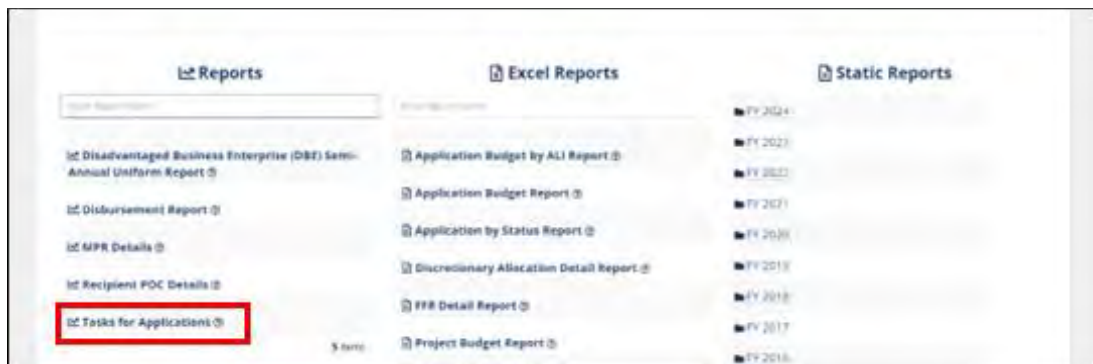 Reports
Disadvantaged Business Enterprise (DBE) Semi-
Annual Uniform Report
Disbursement Report
MPR Details
Recipient POC Details
Tasks for Applications
5 items
Excel Reports
Application Budget by ALI Report
Application Budget Report
Application by Status Report
Discretionary Allocation Detail Report
FFR Detail Report
Project Budget Report
Static Reports
FY 2024
FY 2023
FY 2022
FY 2021
FY 2020
FY 2019
FY 2018
FY 2017
FY 2016